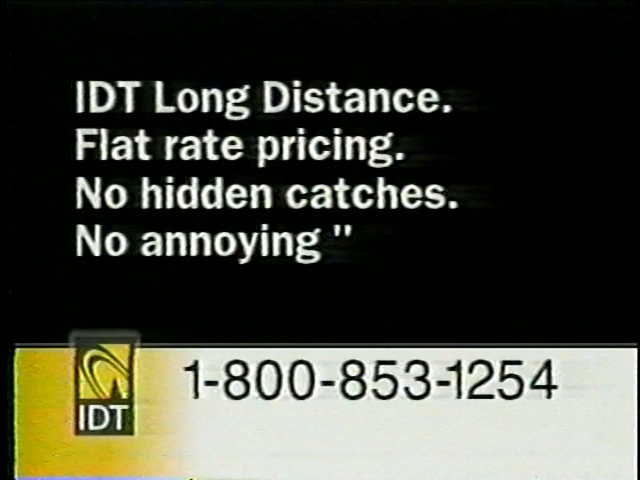 IDT Long Distance.
Flat rate pricing.
No hidden catches.
No annoying "
1-800-853-1254
IDT